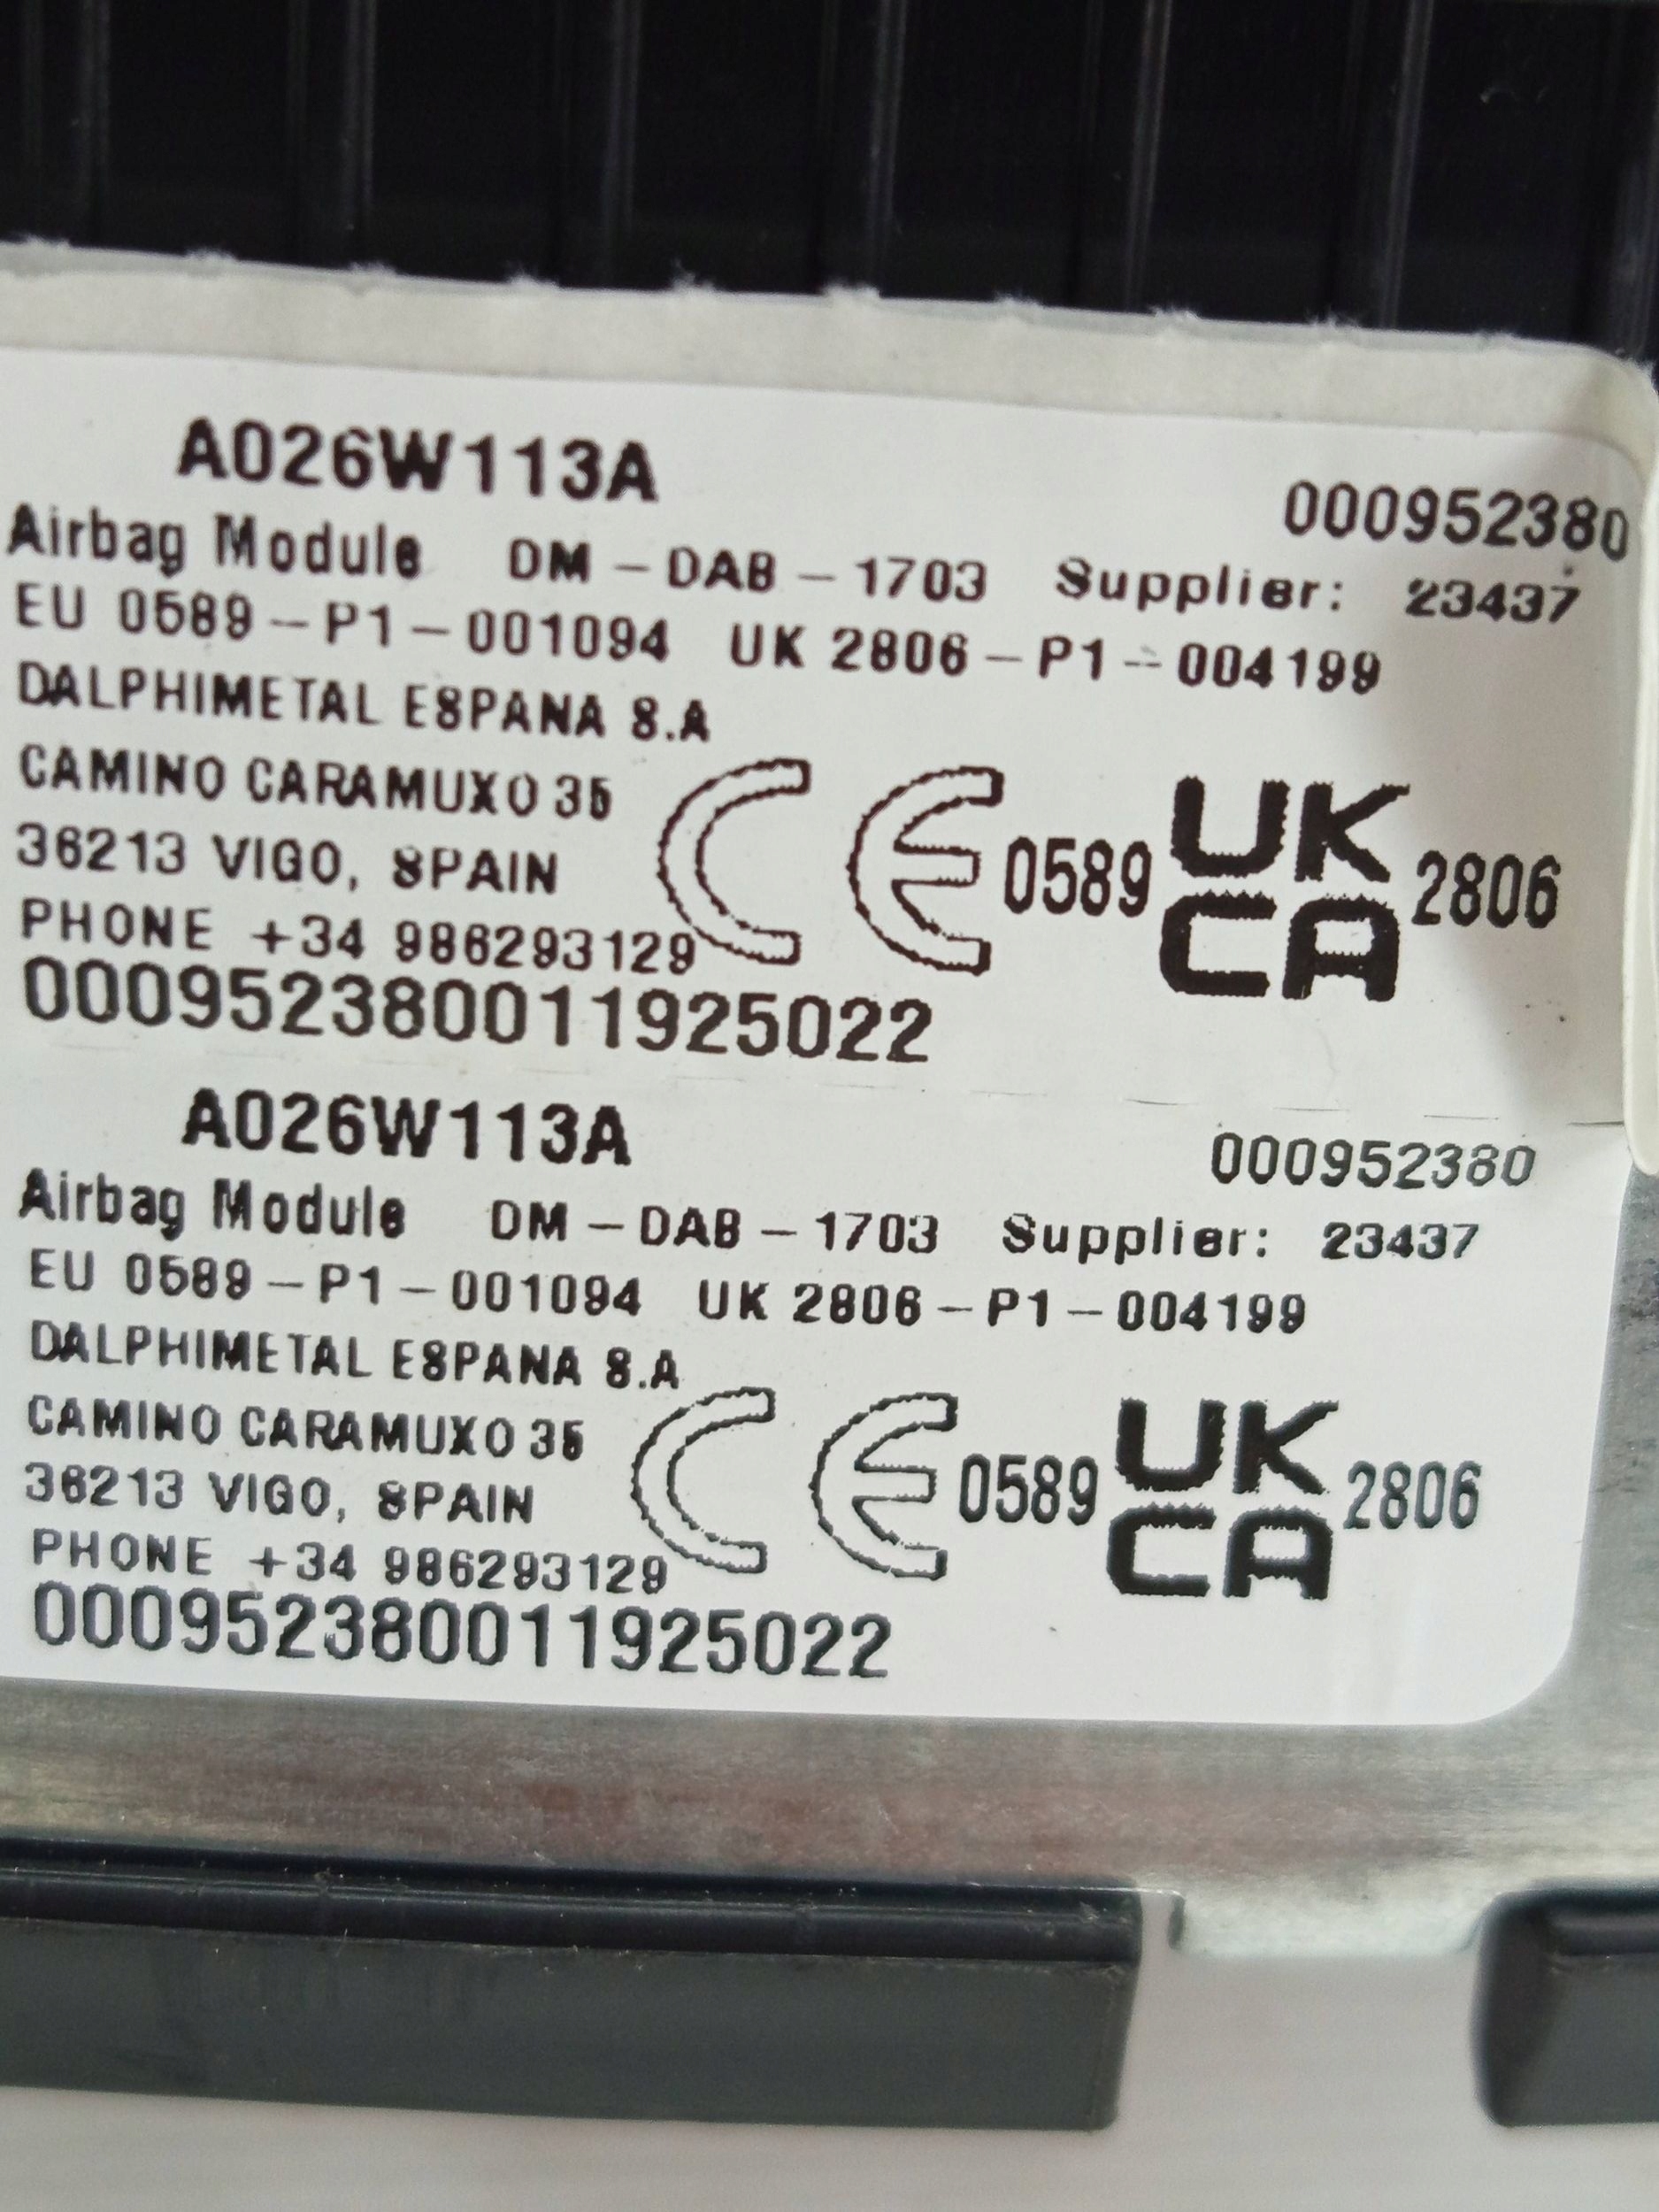 A026W113A
000952380
Airbag Module DM-DAB-1703 Supplier: 23437
EU 0589-P1-001094 UK 2806-P1-004199
DALPHIMETAL ESPANA S.A
CAMINO CARAMUXO 35
36213 VIGO, SPAIN
CE 0589 UK CA 2806
PHONE +34 986293129
000952380011925022
A026W113A
000952380
Airbag Module DM-DAB-1703 Supplier: 23437
EU 0589-P1-001094 UK 2806-P1-004199
DALPHIMETAL ESPANA S.A
CAMINO CARAMUXO 35
36213 VIGO, SPAIN
CE 0589 UK CA 2806
PHONE +34 986293129
000952380011925022